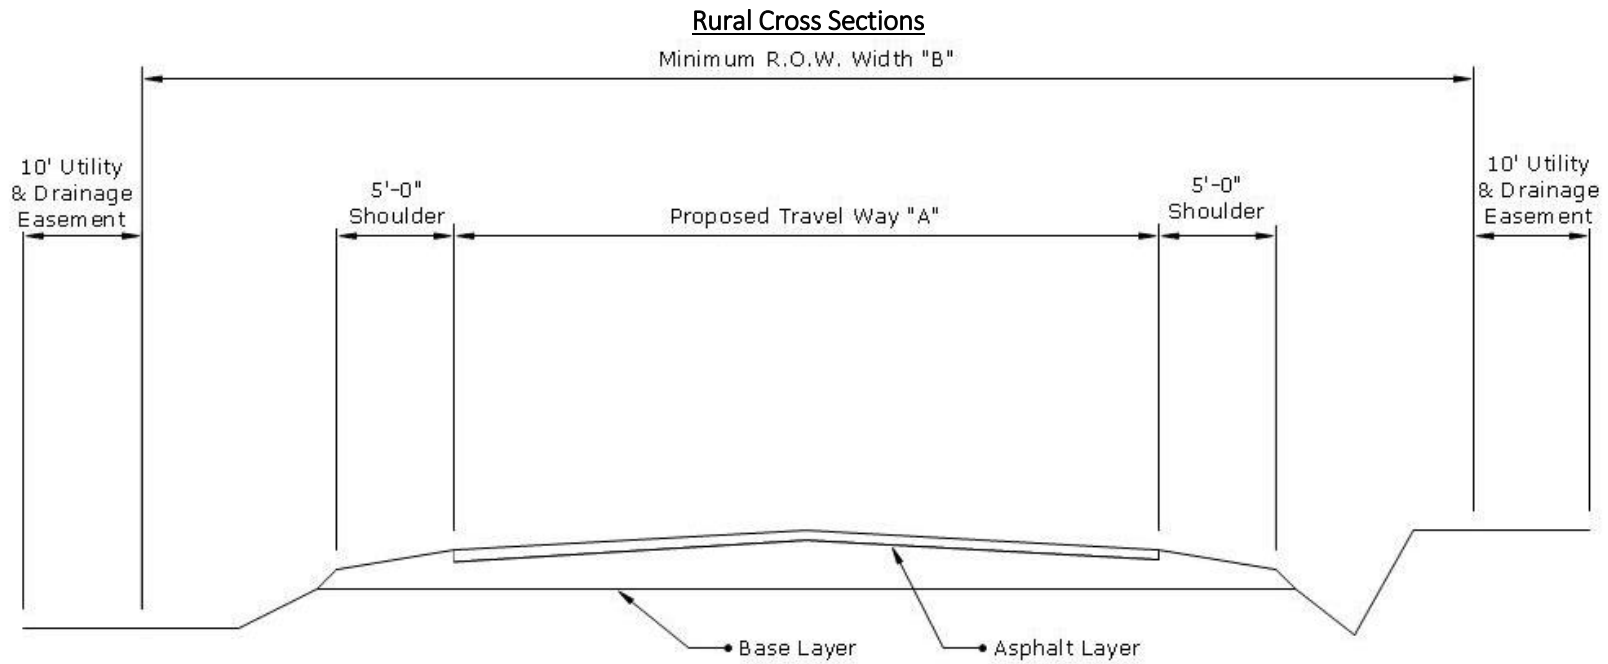 Rural Cross Sections
Minimum R.O.W. Width "B"
10' Utility
& Drainage
Easement
5'-0"
Shoulder
Proposed Travel Way "A"
5'-0"
Shoulder
10' Utility
& Drainage
Easement
Base Layer
Asphalt Layer